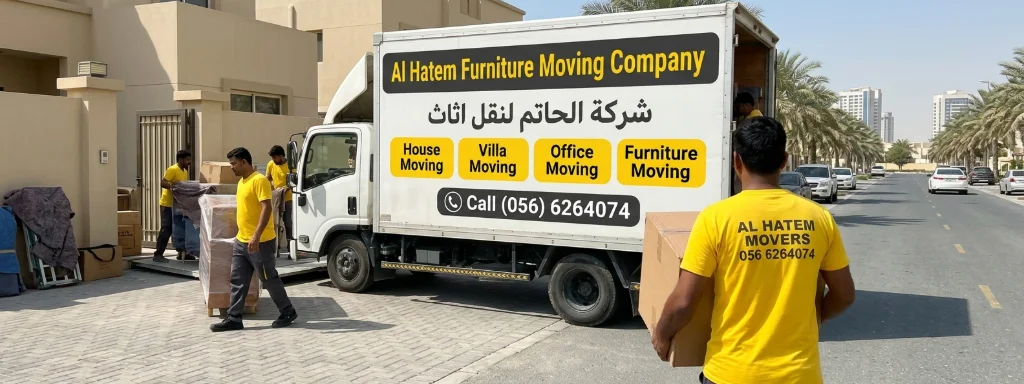 Al Hatem Furniture Moving Company
شركة الحاتم لنقل اثاث
House Moving
Villa Moving
Office Moving
Furniture Moving
Call (056) 6264074
AL HATEM
MOVERS
056 6264074